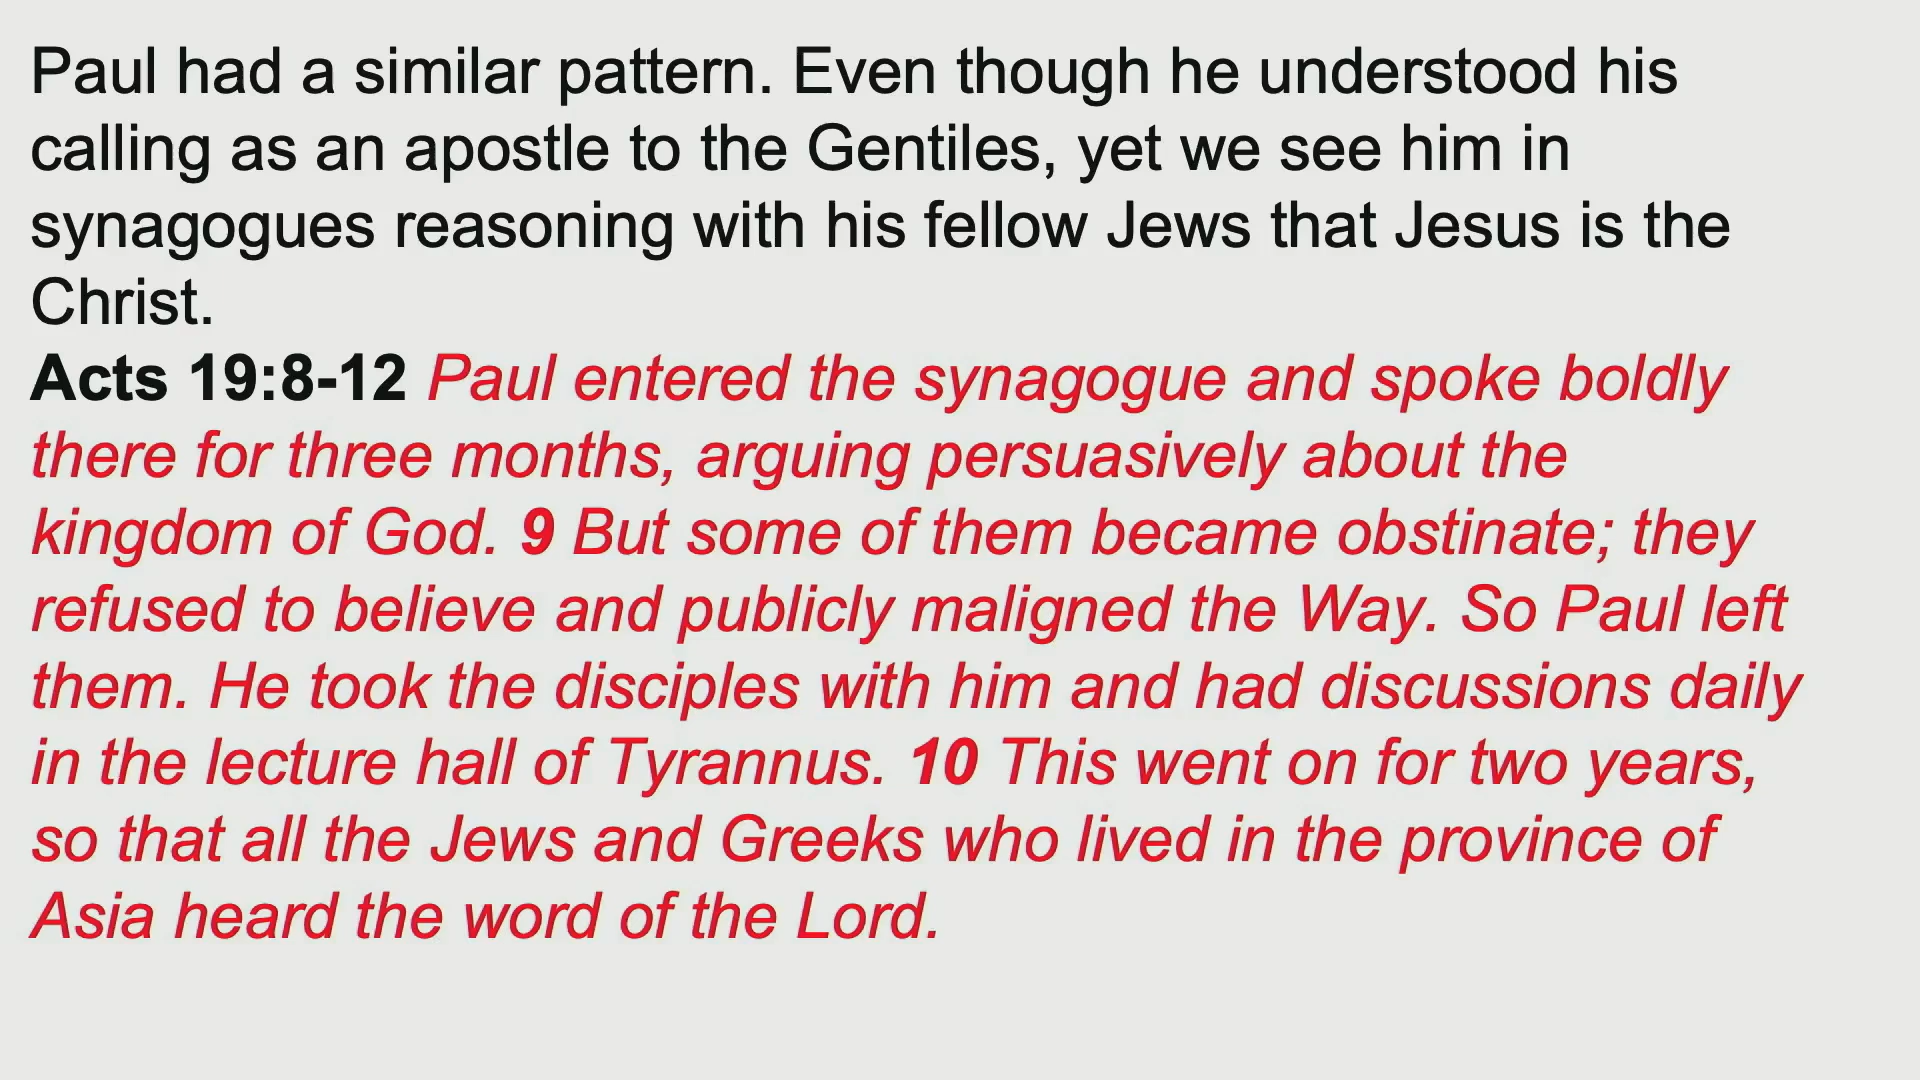 Paul had a similar pattern. Even though he understood his
calling as an apostle to the Gentiles, yet we see him in
synagogues reasoning with his fellow Jews that Jesus is the
Christ.
Acts 19:8-12 Paul entered the synagogue and spoke boldly
there for three months, arguing persuasively about the
kingdom of God. 9 But some of them became obstinate; they
refused to believe and publicly maligned the Way. So Paul left
them. He took the disciples with him and had discussions daily
in the lecture hall of Tyrannus. 10 This went on for two years,
so that all the Jews and Greeks who lived in the province of
Asia heard the word of the Lord.